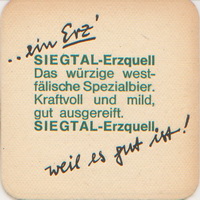 ..ein Erz'
SIEGTAL-Erzquell
Das würzige west-
fälische Spezialbier.
Kraftvoll und mild,
gut ausgereift.
SIEGTAL-Erzquell,
weil es gut ist!